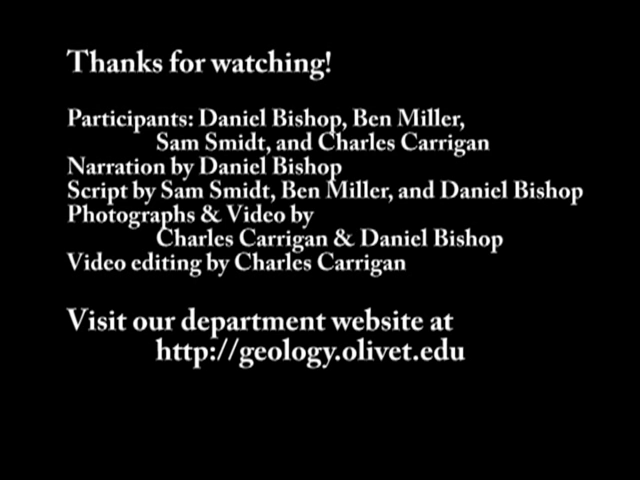 Thanks for watching!
Participants: Daniel Bishop, Ben Miller,
Sam Smidt, and Charles Carrigan
Narration by Daniel Bishop
Script by Sam Smidt, Ben Miller, and Daniel Bishop
Photographs & Video by
Charles Carrigan & Daniel Bishop
Video editing by Charles Carrigan
Visit our department website at
http://geology.olivet.edu